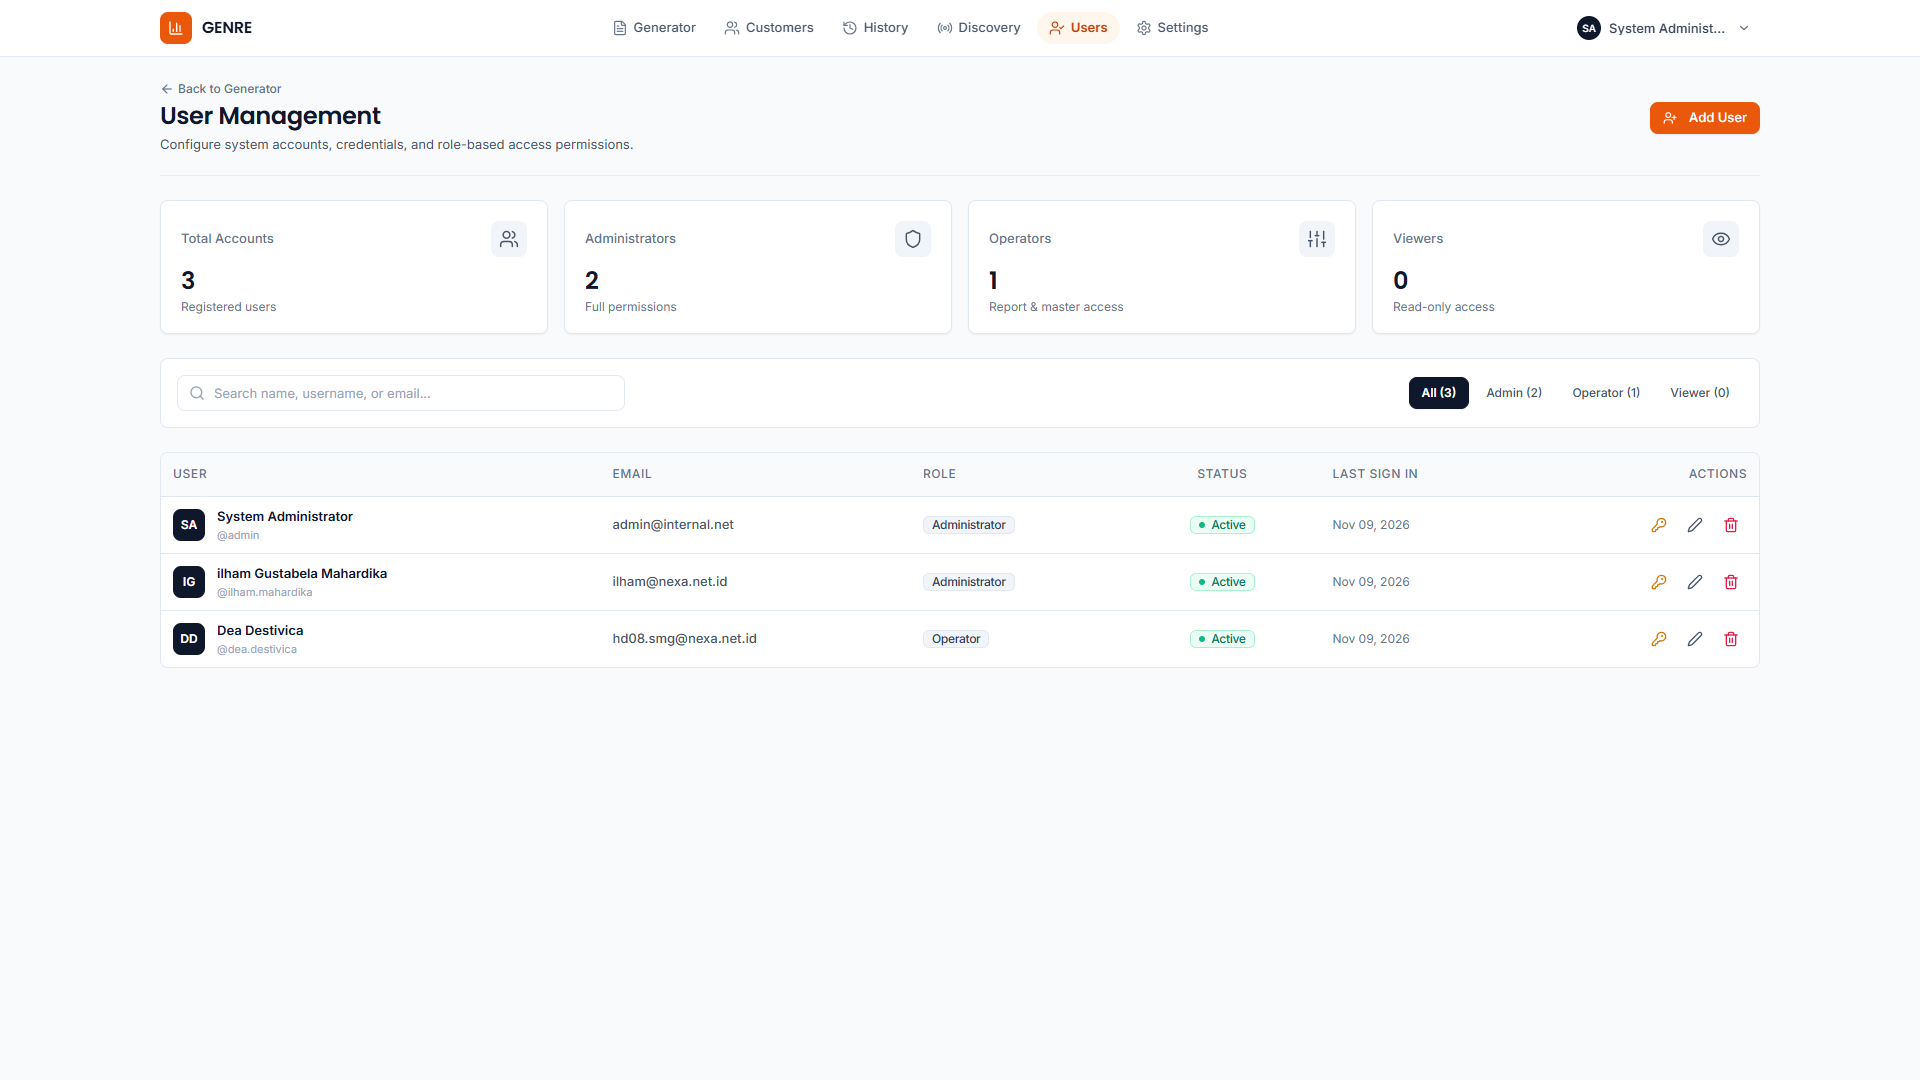 GENRE
Generator
Customers
History
Discovery
Users
Settings
SA System Administ...
Back to Generator
User Management
Add User
Configure system accounts, credentials, and role-based access permissions.
Total Accounts
3
Registered users
Administrators
2
Full permissions
Operators
1
Report & master access
Viewers
0
Read-only access
Search name, username, or email...
All (3)
Admin (2)
Operator (1)
Viewer (0)
USER EMAIL ROLE STATUS LAST SIGN IN ACTIONS
SA System Administrator admin@internal.net Administrator Active Nov 09, 2026
@admin
IG ilham Gustabela Mahardika ilham@nexa.net.id Administrator Active Nov 09, 2026
@ilham.mahardika
DD Dea Destivica hd08.smg@nexa.net.id Operator Active Nov 09, 2026
@dea.destivica